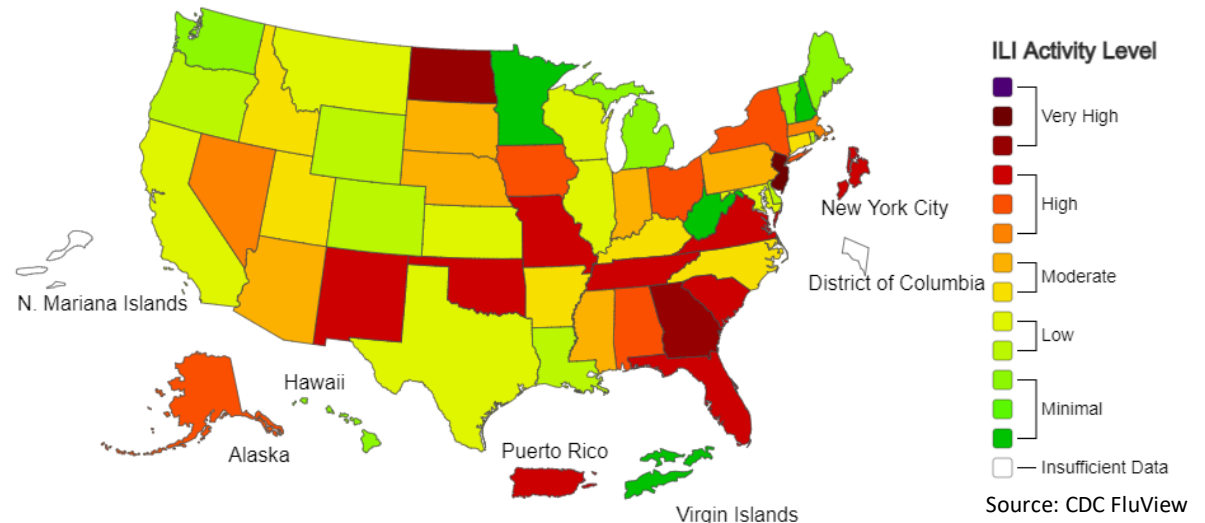 ILI Activity Level
Very High
High
Moderate
Low
Minimal
Insufficient Data
New York City
District of Columbia
N. Mariana Islands
Hawaii
Alaska
Puerto Rico
Virgin Islands
Source: CDC FluView